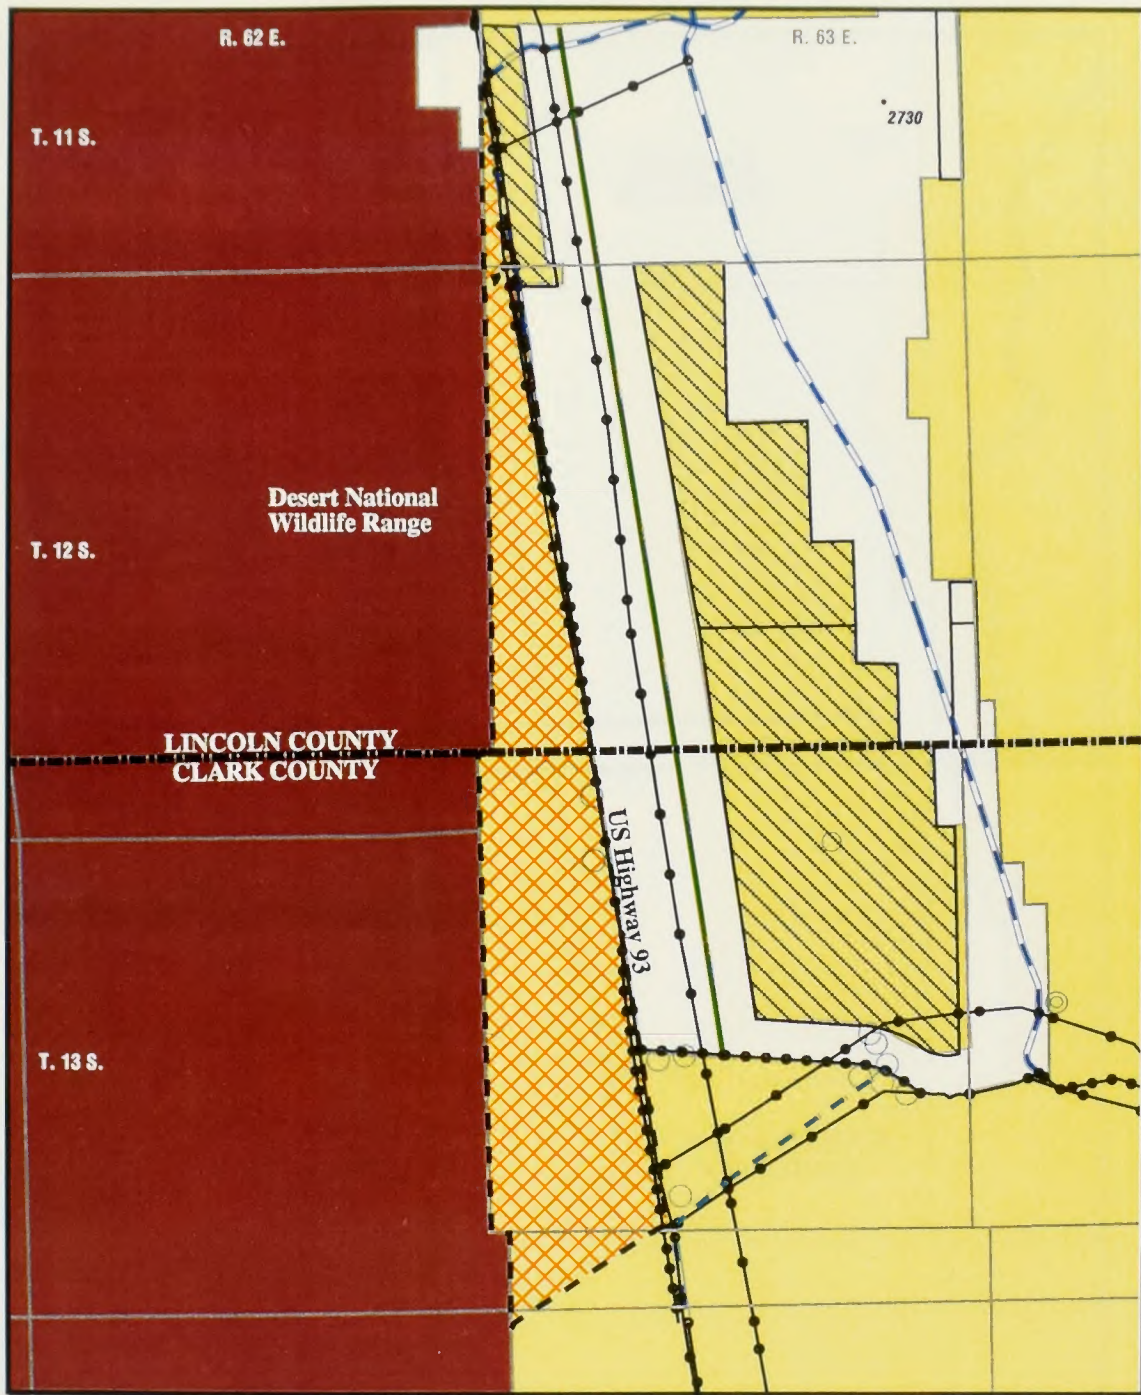 R. 62 E.
R. 63 E.
T. 11 S.
2730
Desert National
Wildlife Range
T. 12 S.
LINCOLN COUNTY
CLARK COUNTY
US Highway 93
T. 13 S.